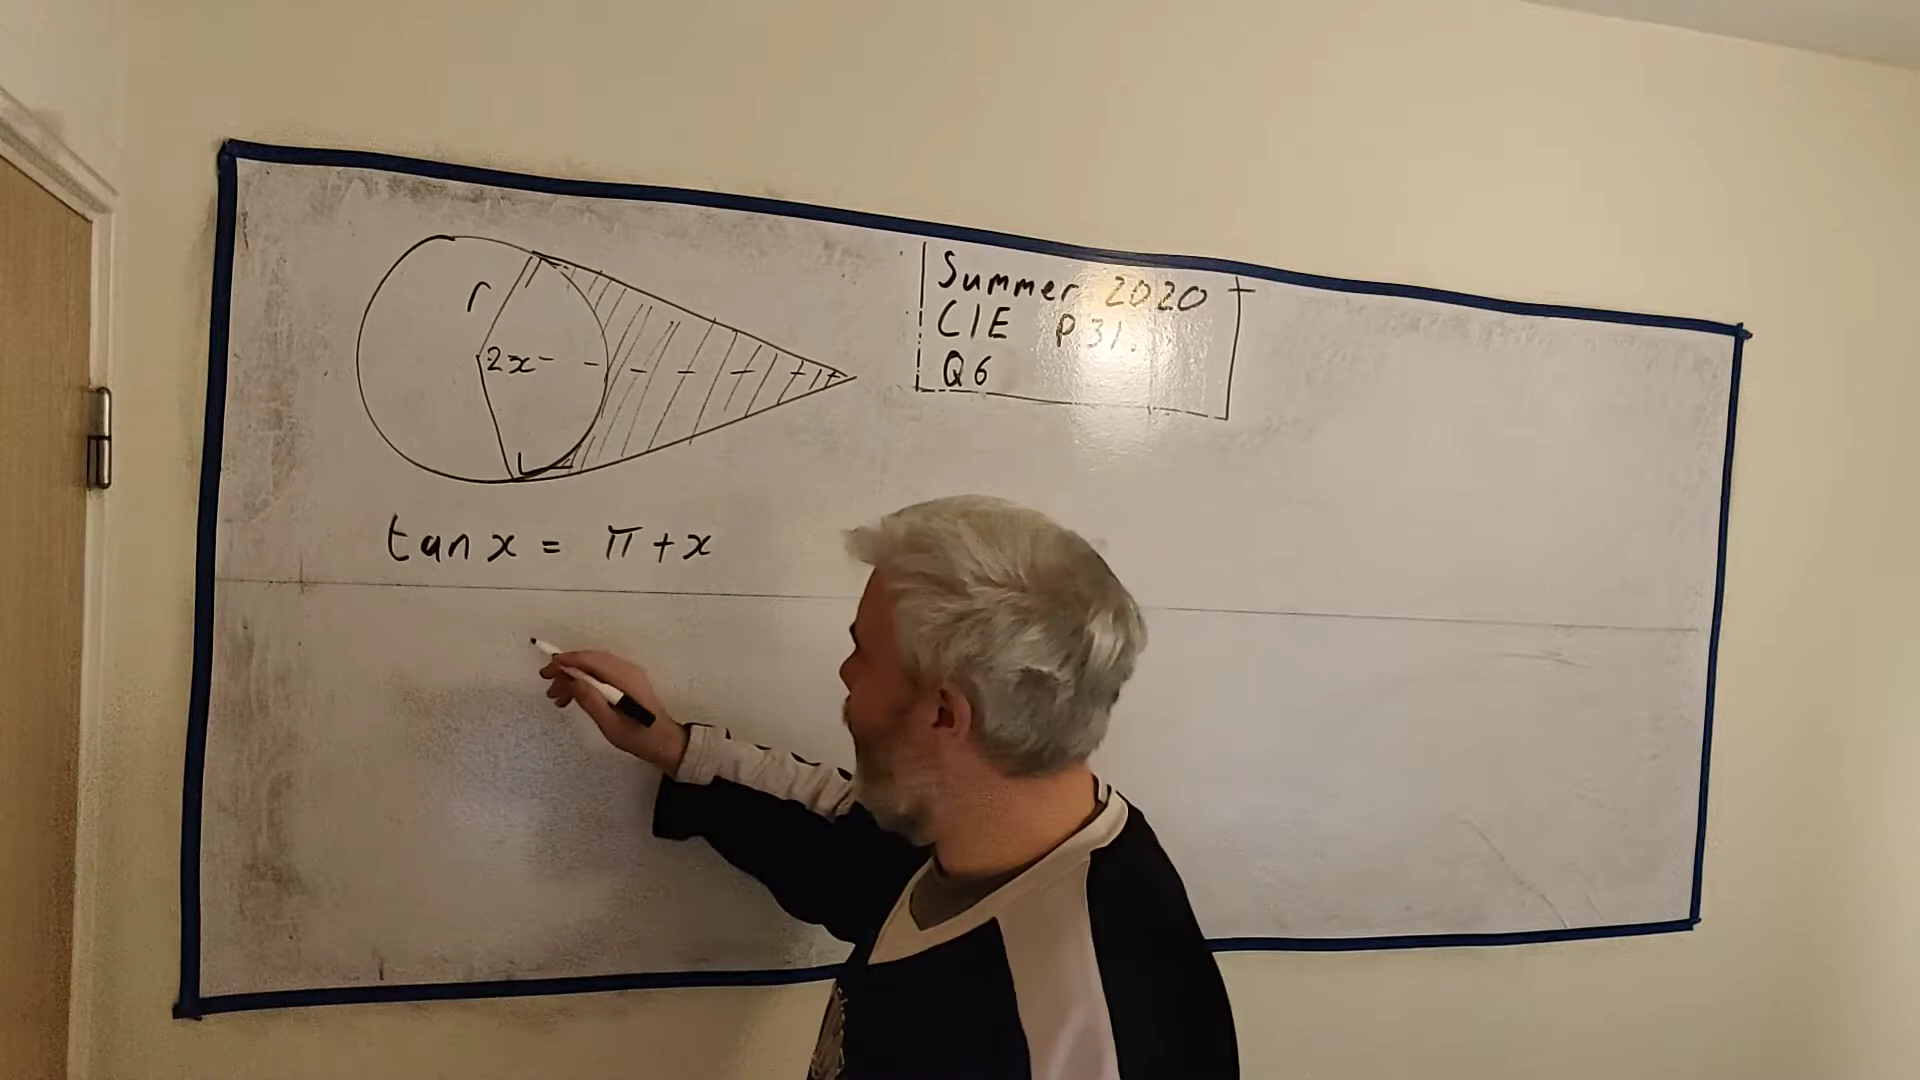 r
2x
Summer 2020
CIE P31.
Q6
tan x = π + x